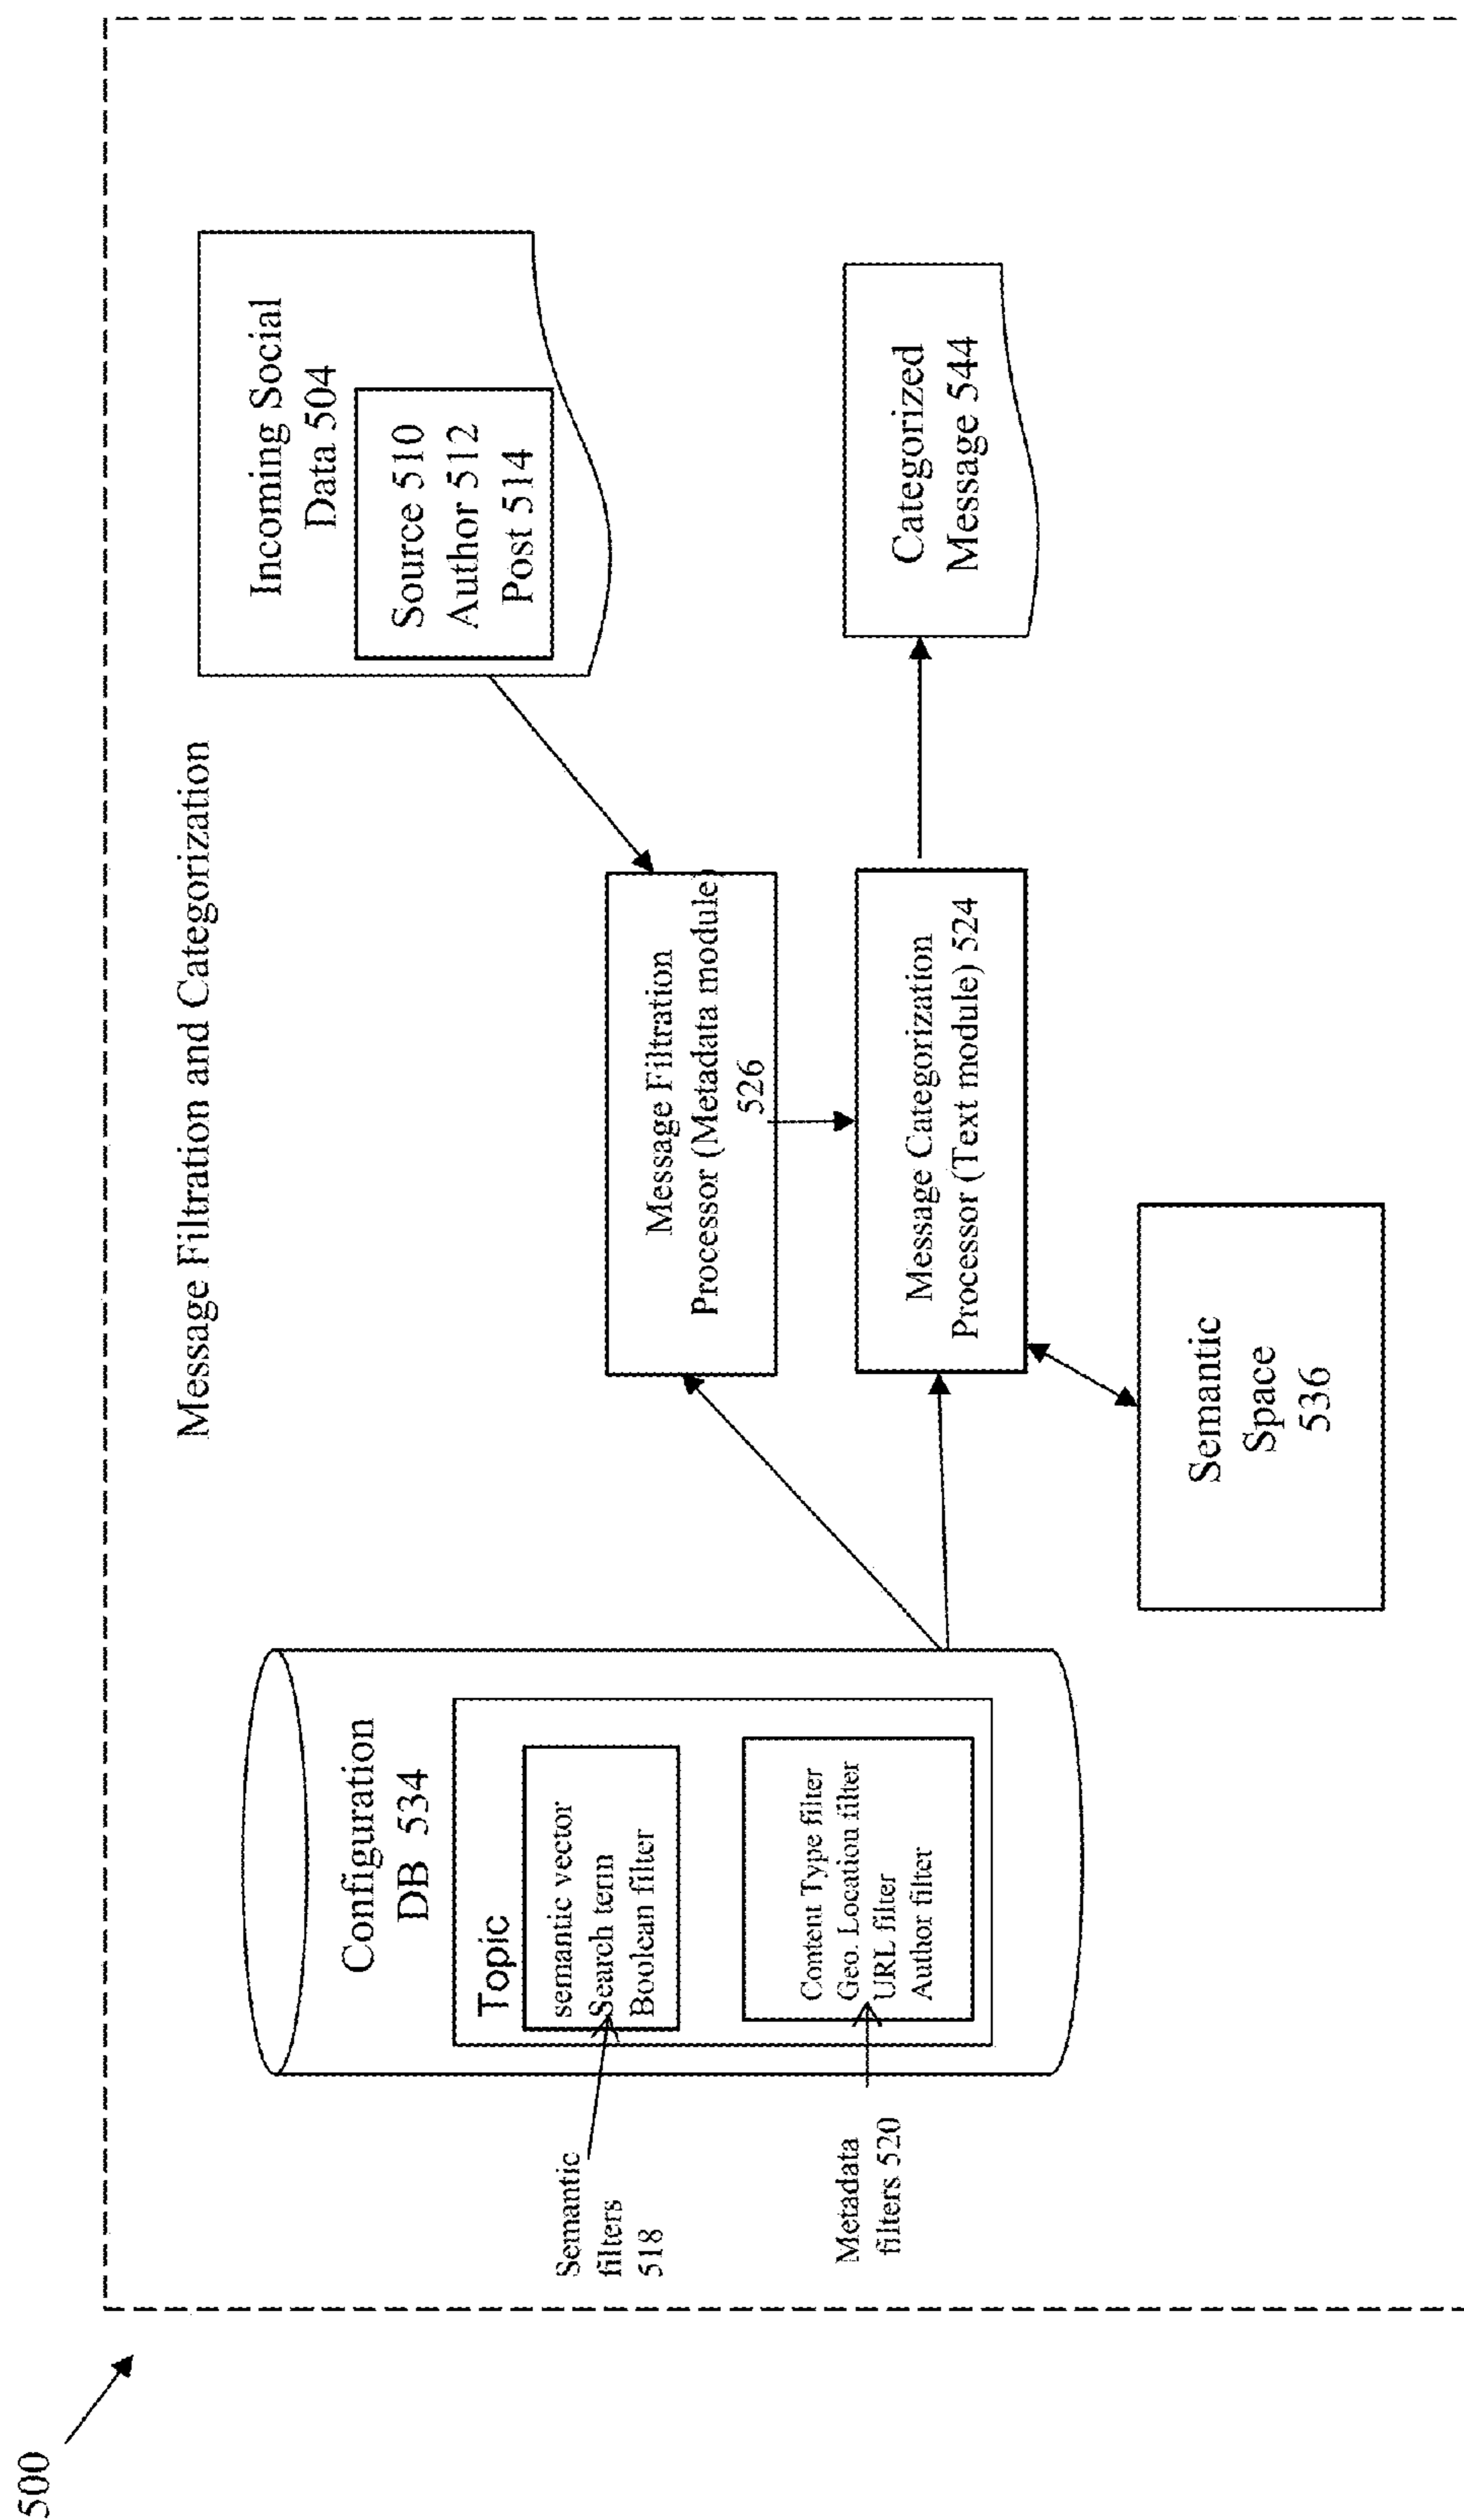 500
Message Filtration and Categorization
Configuration
DB 534
Topic
semantic vector
Search term
Boolean filter
Content Type filter
Geo. Location filter
URL filter
Author filter
Semantic
filters
518
Metadata
filters 520
Incoming Social
Data 504
Source 510
Author 512
Post 514
Message Filtration
Processor (Metadata module)
526
Message Categorization
Processor (Text module) 524
Categorized
Message 544
Semantic
Space
536